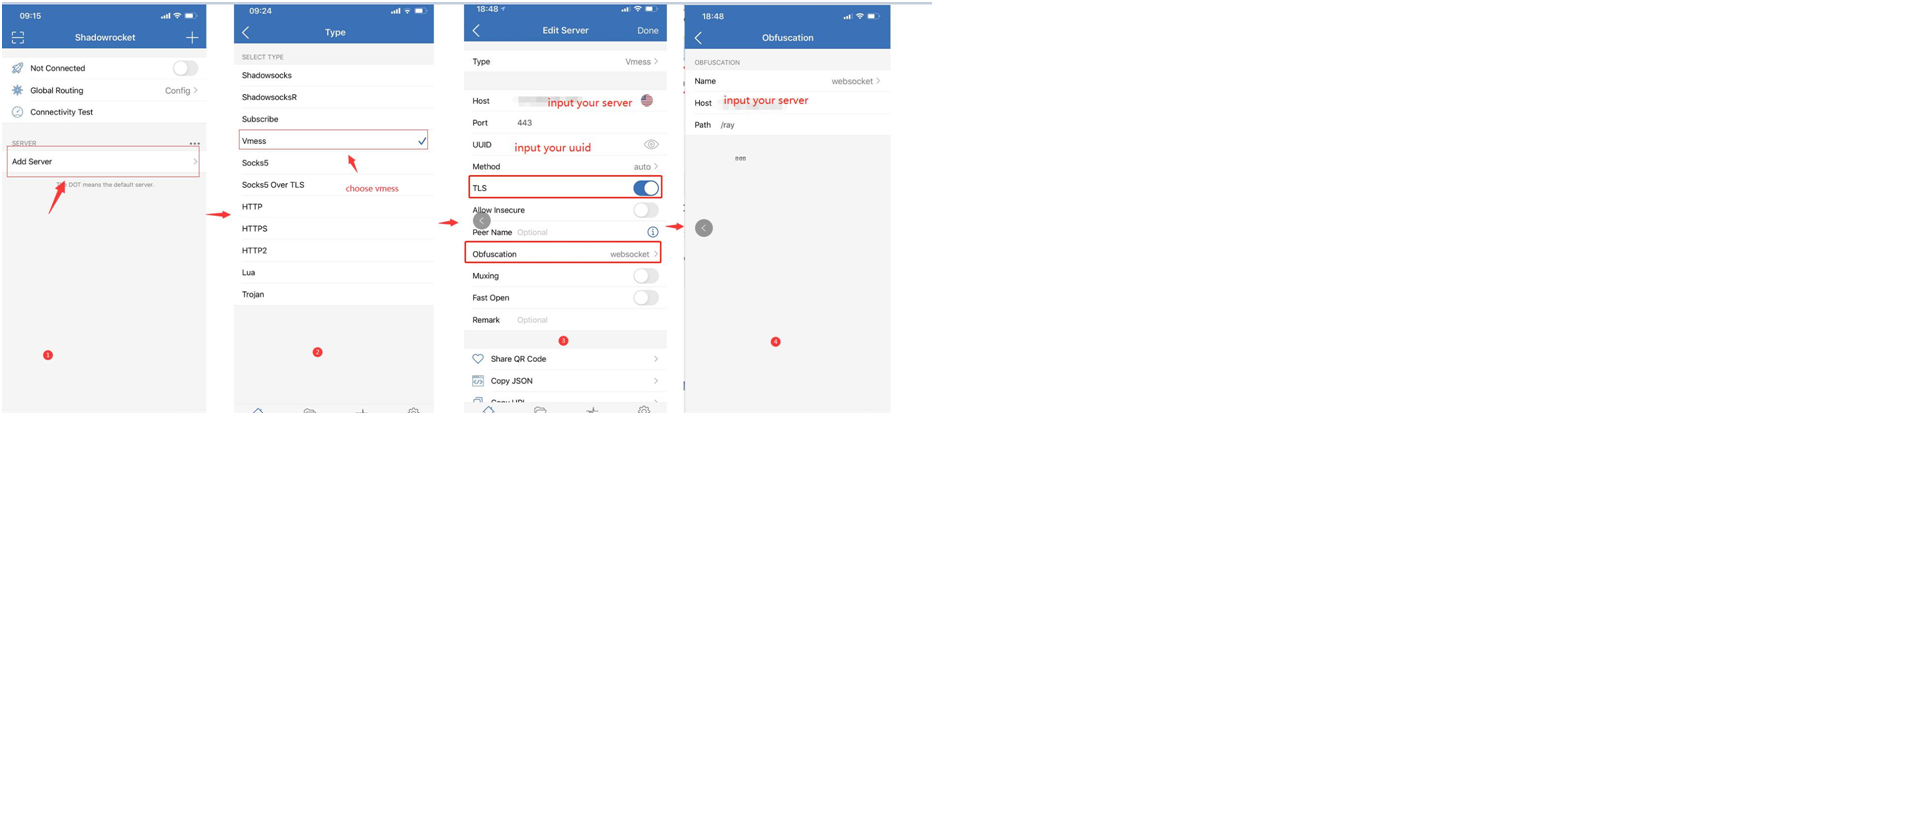 09:15
Shadowrocket
Not Connected
Global Routing
Config
Connectivity Test
SERVER
Add Server
DOT means the default server.
1
09:24
Type
SELECT TYPE
Shadowsocks
ShadowsocksR
Subscribe
Vmess
Socks5
choose vmess
Socks5 Over TLS
HTTP
HTTPS
HTTP2
Lua
Trojan
2
18:48
Edit Server
Done
Type
Vmess
Host
input your server
Port
443
UUID
input your uuid
Method
auto
TLS
Allow Insecure
Peer Name
Optional
Obfuscation
websocket
Muxing
Fast Open
Remark
Optional
3
Share QR Code
Copy JSON
Copy URL
18:48
Obfuscation
OBFUSCATION
Name
websocket
Host
input your server
Path
/ray
4